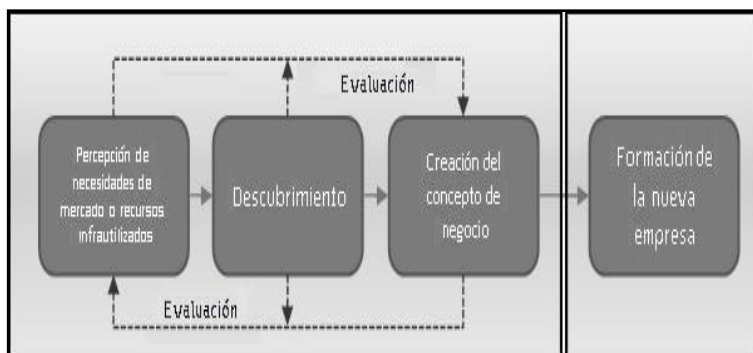 Evaluación
Percepción de
necesidades de
mercado o recursos
infrautilizados
Descubrimiento
Creación del
concepto de
negocio
Formación de
la nueva
empresa
Evaluación